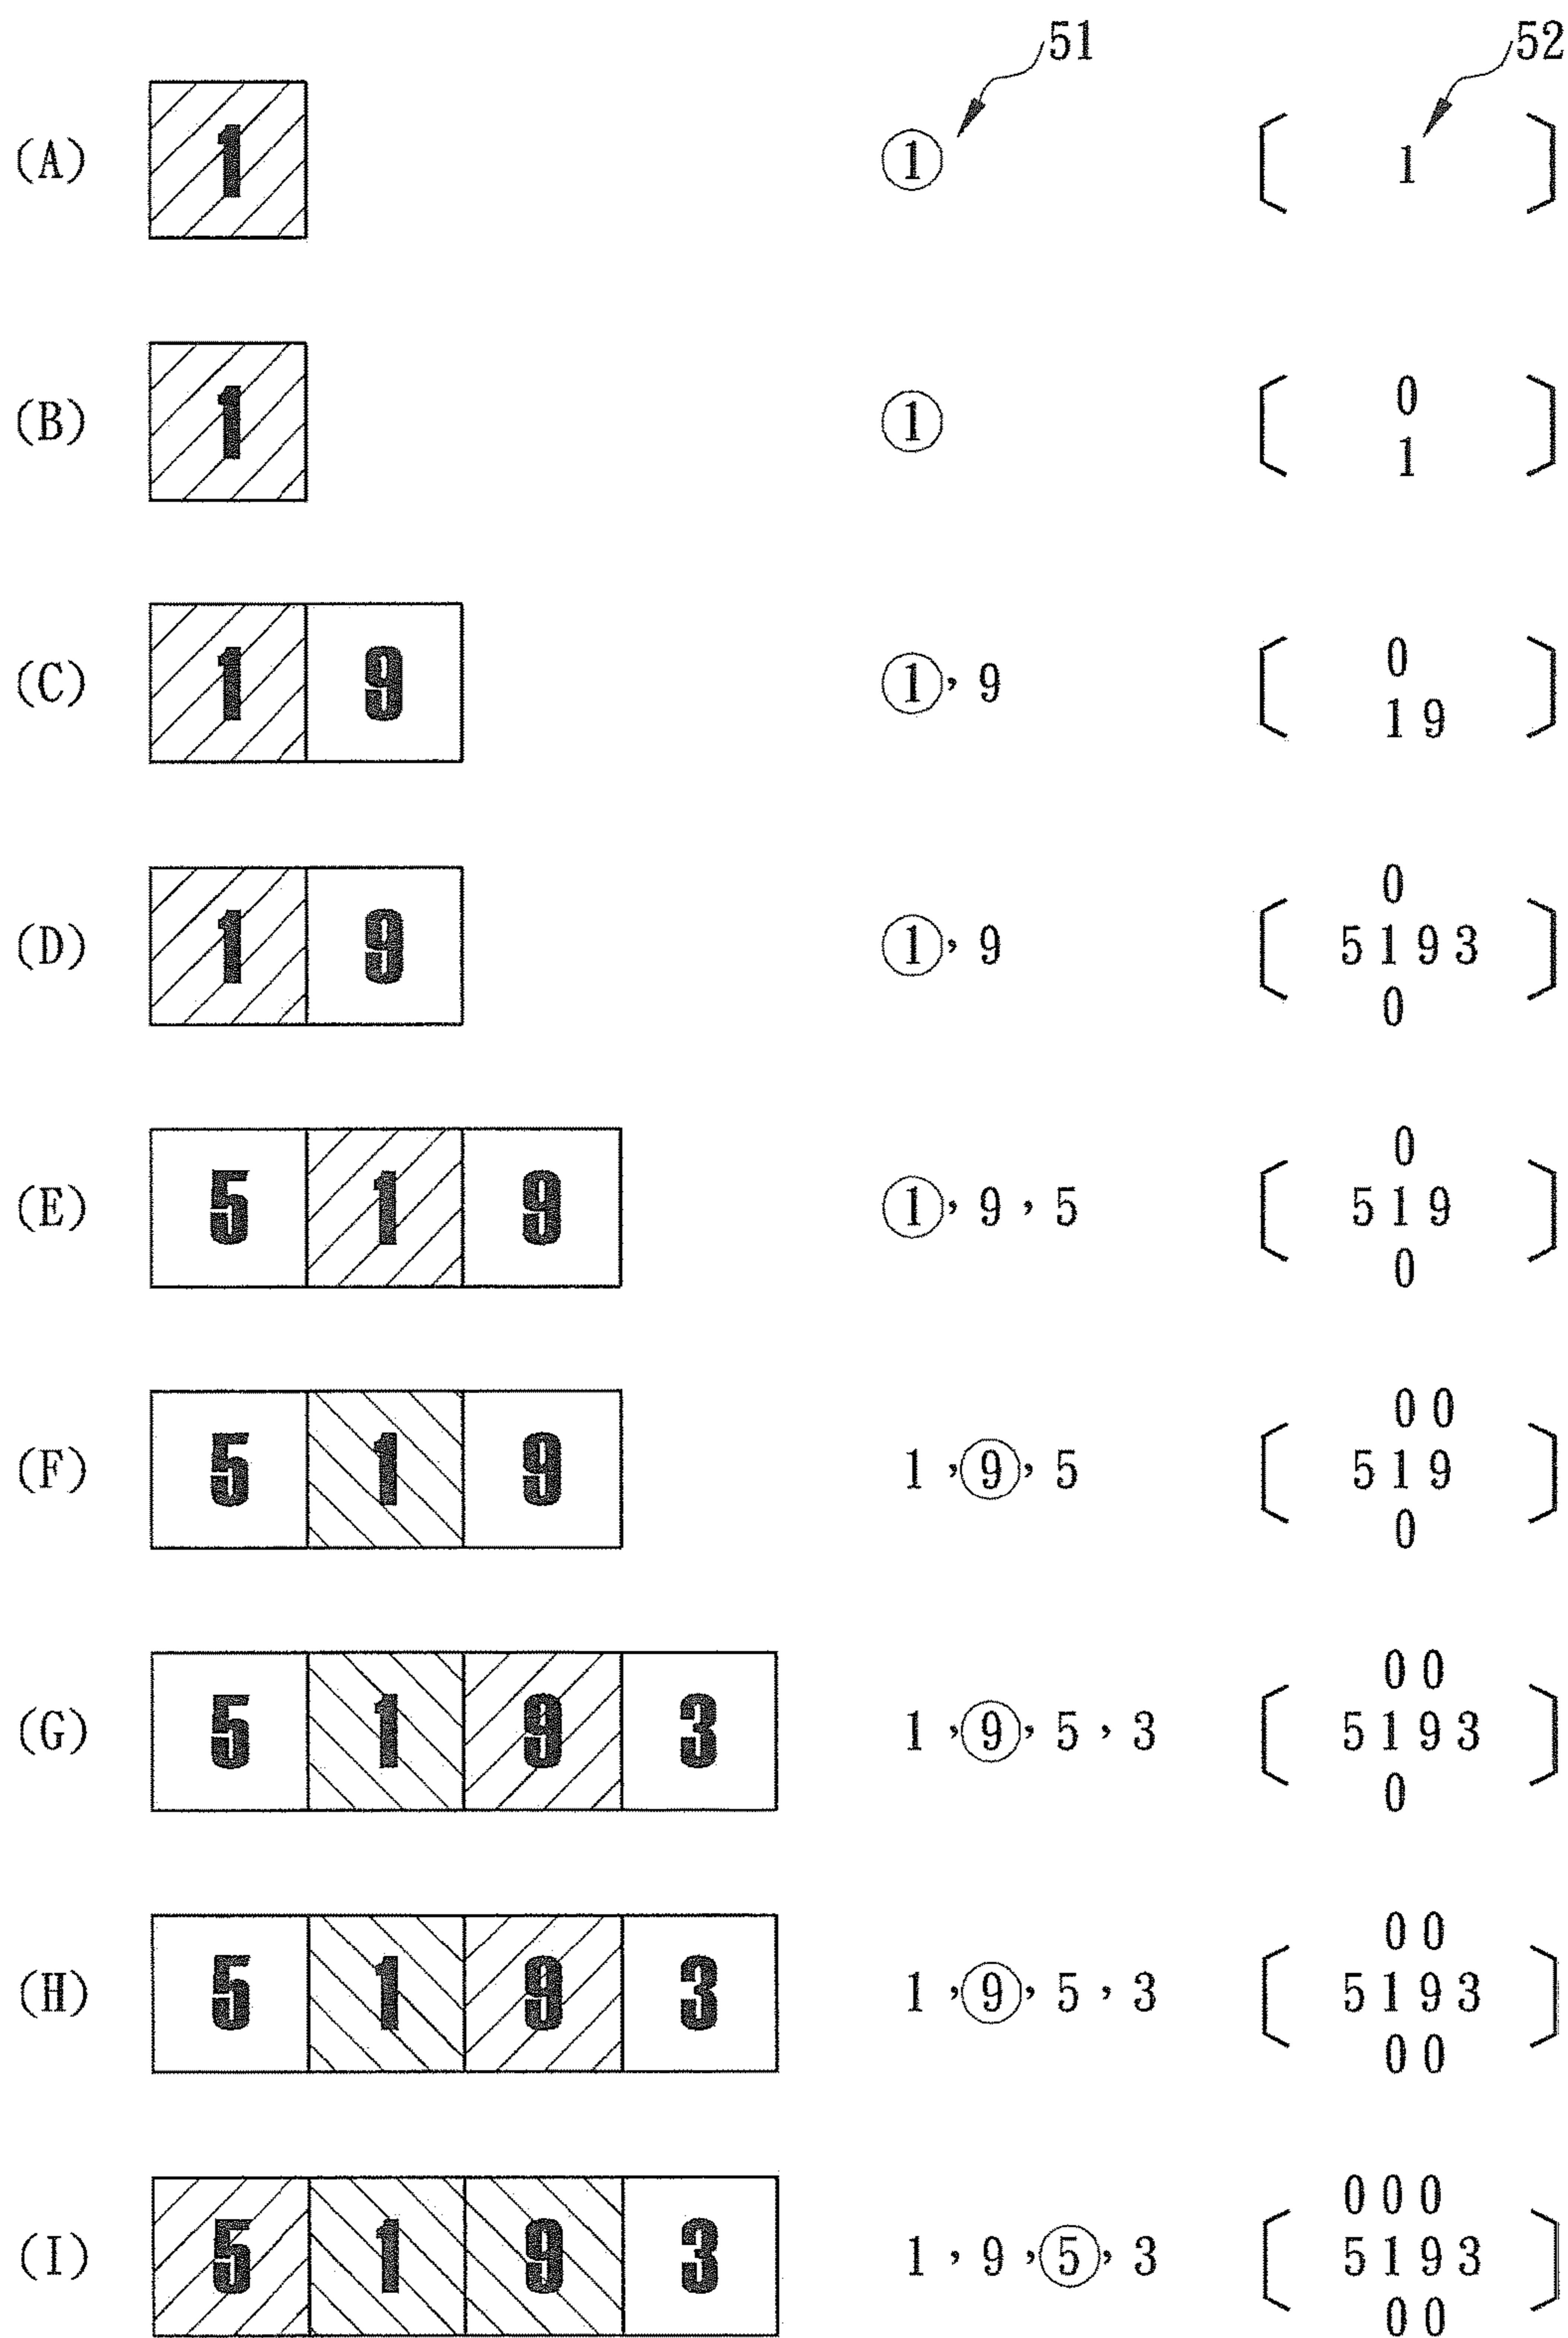 51 52
(A) 1 ① [ 1 ]
(B) 1 ① [ 0
1 ]
(C) 1 9 ①, 9 [ 0
1 9 ]
(D) 1 9 ①, 9 [ 0
5 1 9 3
0 ]
(E) 5 1 9 ①, 9, 5 [ 0
5 1 9
0 ]
(F) 5 1 9 1, ⑨, 5 [ 0 0
5 1 9
0 ]
(G) 5 1 9 3 1, ⑨, 5, 3 [ 0 0
5 1 9 3
0 ]
(H) 5 1 9 3 1, ⑨, 5, 3 [ 0 0
5 1 9 3
0 0 ]
(I) 5 1 9 3 1, 9, ⑤, 3 [ 0 0 0
5 1 9 3
0 0 ]